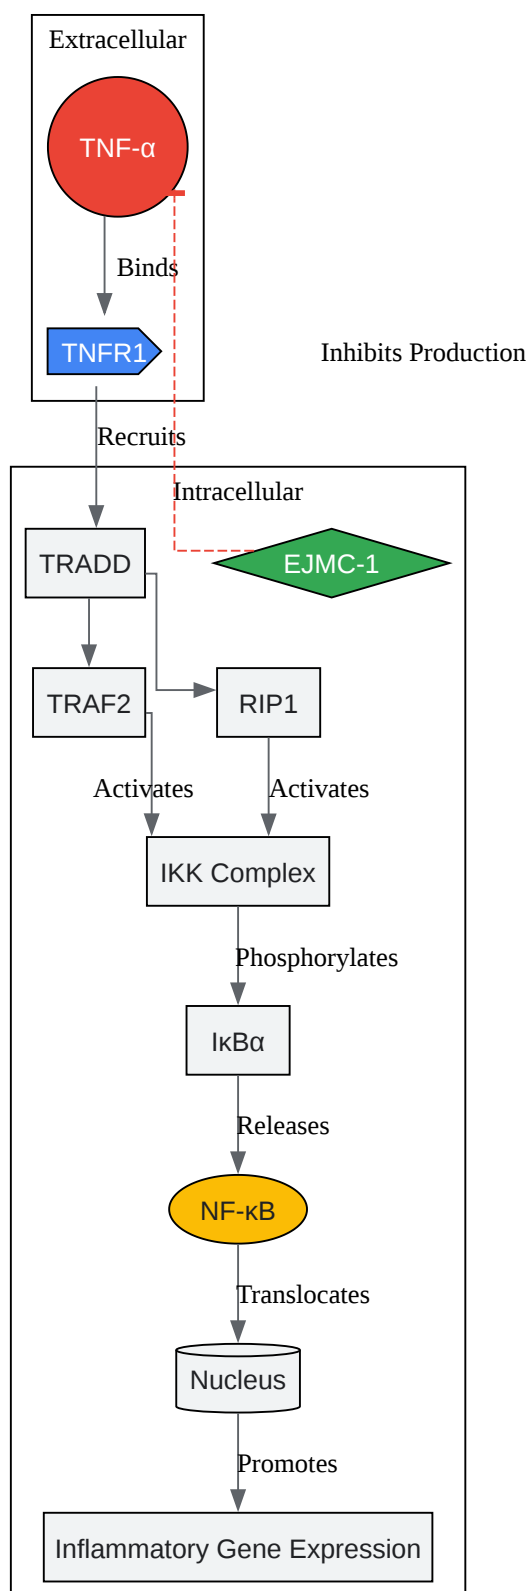 Extracellular
TNF-α
Binds
TNFR1
Inhibits Production
Recruits
Intracellular
TRADD
EJMC-1
TRAF2
RIP1
Activates
Activates
IKK Complex
Phosphorylates
IκBα
Releases
NF-κB
Translocates
Nucleus
Promotes
Inflammatory Gene Expression